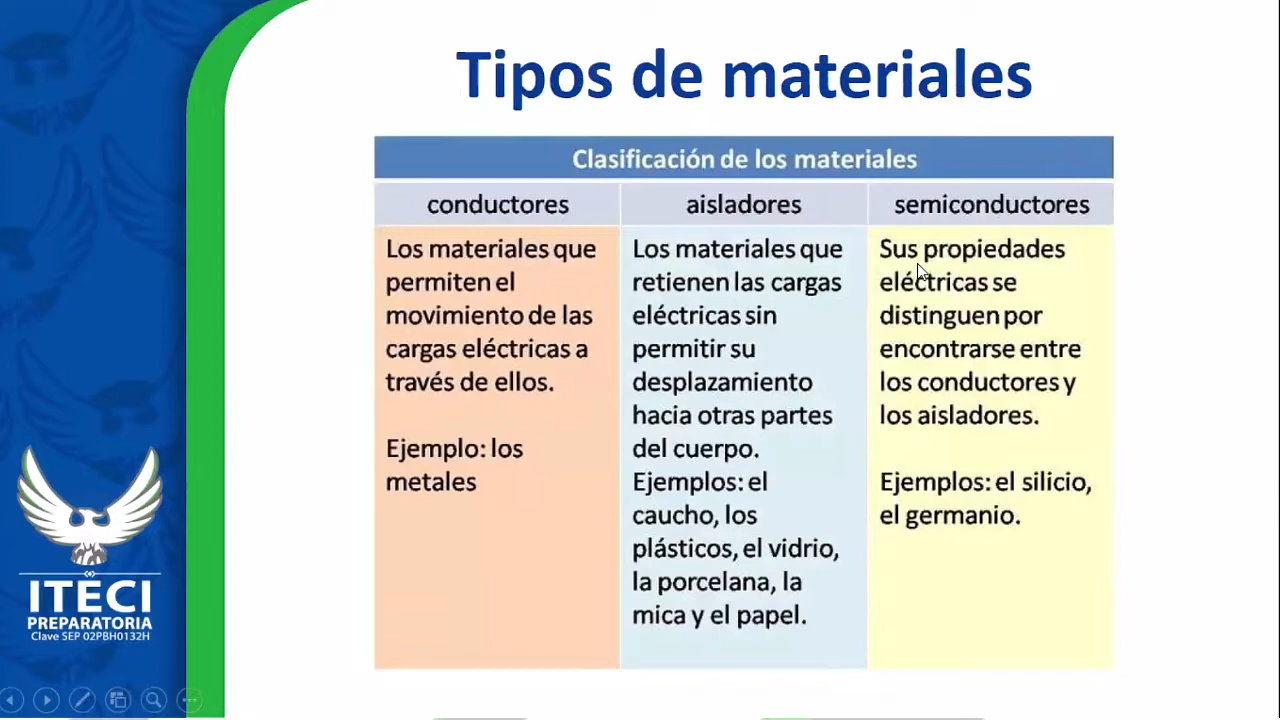 Tipos de materiales
Clasificación de los materiales
conductores
aisladores
semiconductores
Los materiales que
permiten el
movimiento de las
cargas eléctricas a
través de ellos.
Ejemplo: los
metales
Los materiales que
retienen las cargas
eléctricas sin
permitir su
desplazamiento
hacia otras partes
del cuerpo.
Ejemplos: el
caucho, los
plásticos, el vidrio,
la porcelana, la
mica y el papel.
Sus propiedades
eléctricas se
distinguen por
encontrarse entre
los conductores y
los aisladores.
Ejemplos: el silicio,
el germanio.
ITECI
PREPARATORIA
Clave SEP 02PBH0132H